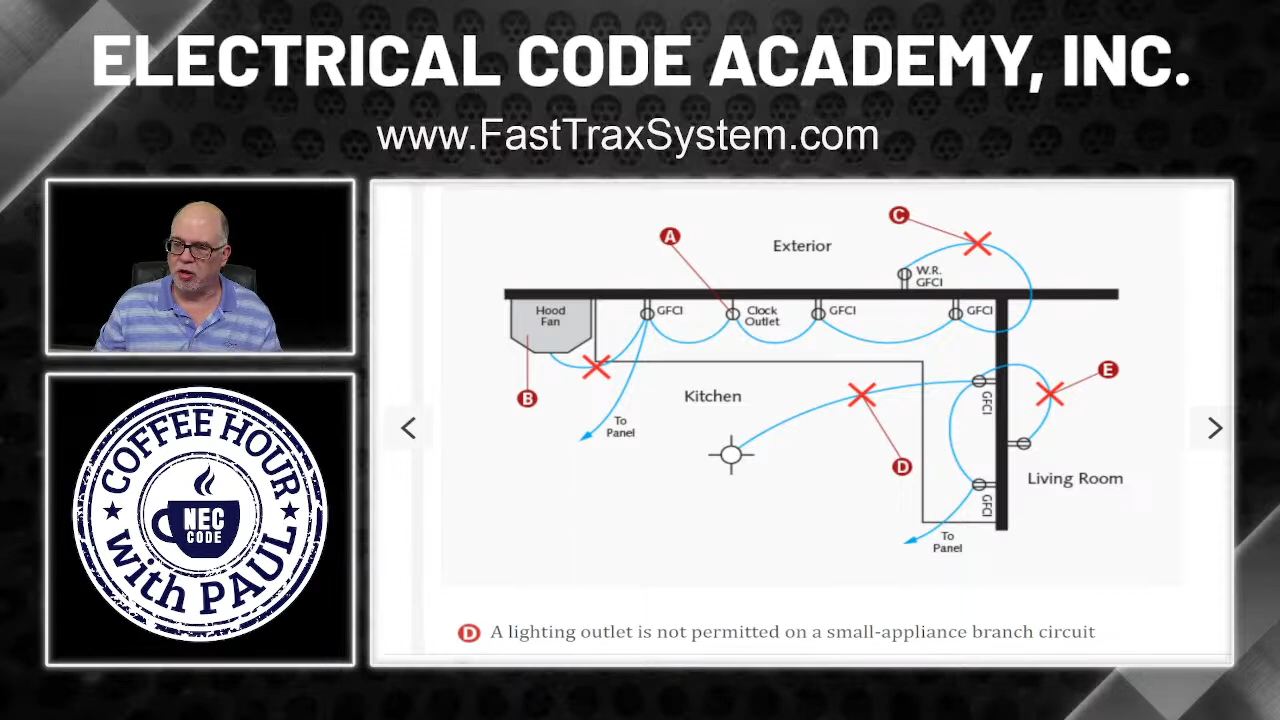 ELECTRICAL CODE ACADEMY, INC.
www.FastTraxSystem.com
C
A
Exterior
W.R.
GFCI
Hood
Fan
GFCI
Clock
Outlet
GFCI
GFCI
E
B
Kitchen
GFCI
To
Panel
D
Living Room
GFCI
To
Panel
D A lighting outlet is not permitted on a small-appliance branch circuit
COFFEE HOUR
NEC
CODE
with PAUL